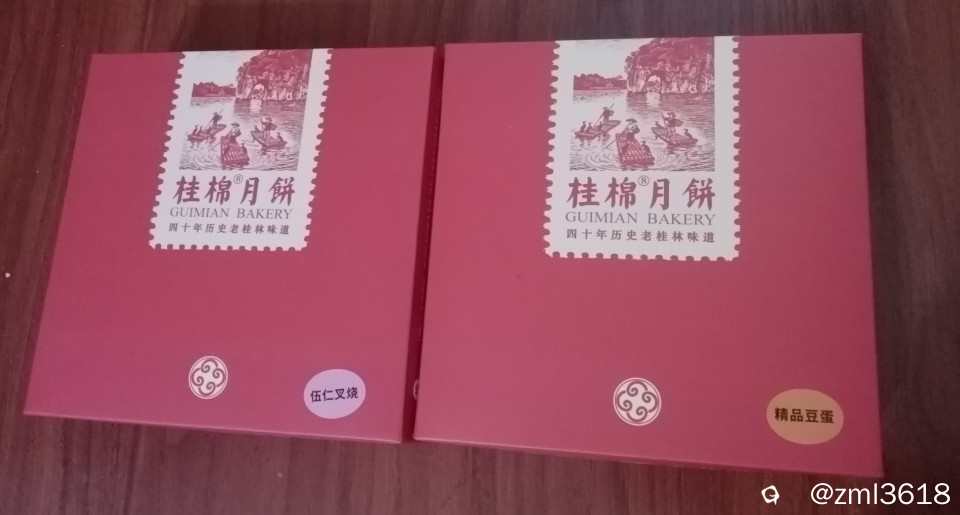 桂棉®月餅
GUIMIAN BAKERY
四十年历史老桂林味道
伍仁叉烧
桂棉®月餅
GUIMIAN BAKERY
四十年历史老桂林味道
精品豆蛋
@zml3618